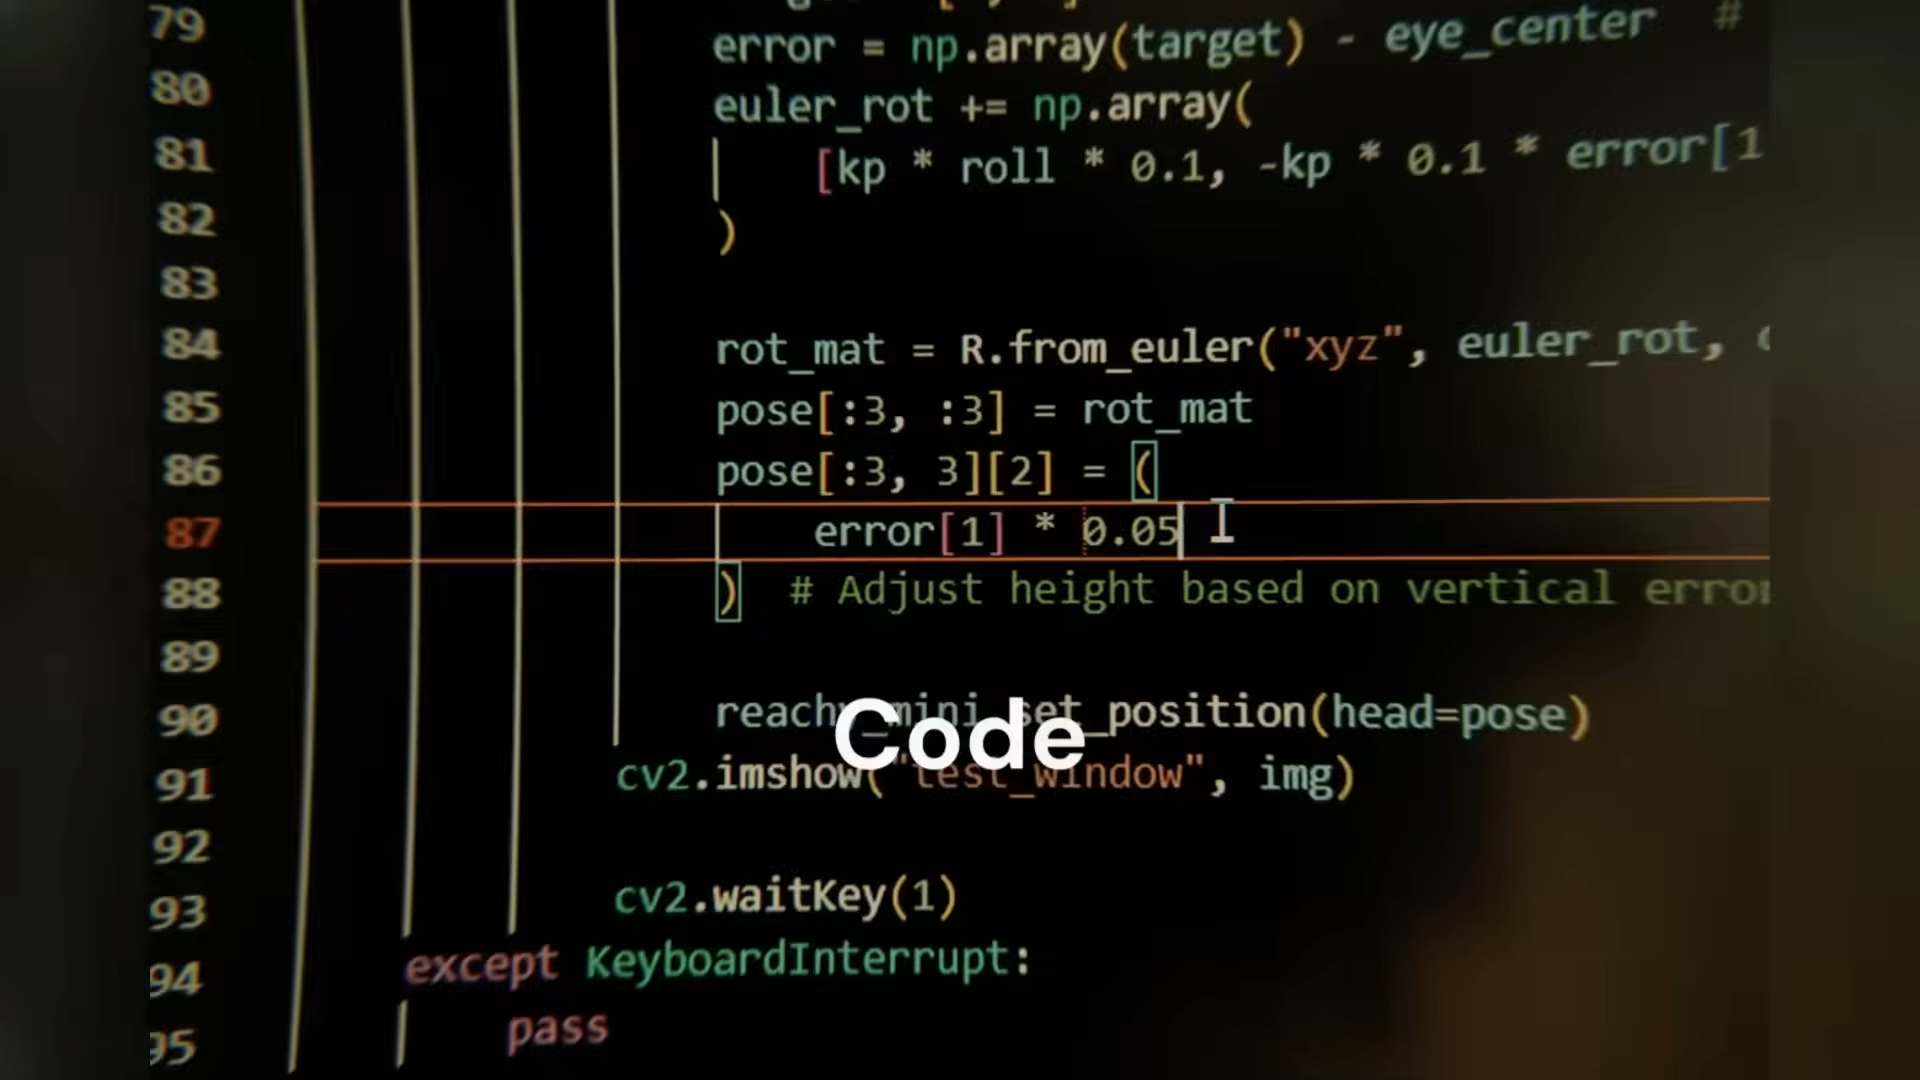 79 error = np.array(target) - eye_center #
80 euler_rot += np.array(
81 [kp * roll * 0.1, -kp * 0.1 * error[1
82 )
83
84 rot_mat = R.from_euler("xyz", euler_rot,
85 pose[:3, :3] = rot_mat
86 pose[:3, 3][2] = (
87 error[1] * 0.05
88 ) # Adjust height based on vertical error
89
90 reachy_mini.set_position(head=pose)
Code
91 cv2.imshow("test_window", img)
92
93 cv2.waitKey(1)
94 except KeyboardInterrupt:
95 pass